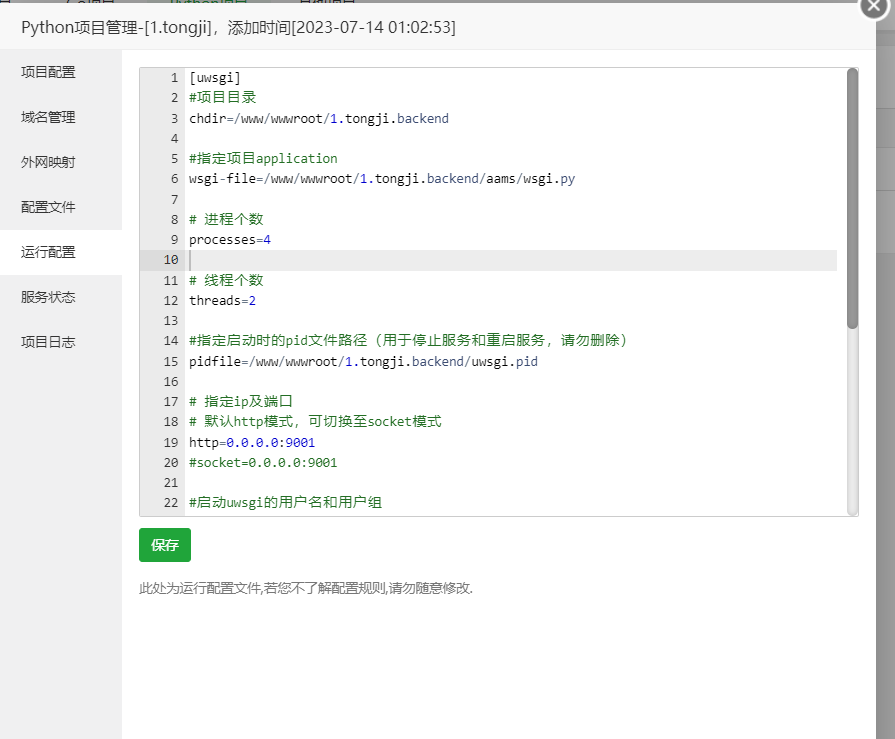 Python项目管理-[1.tongji]，添加时间[2023-07-14 01:02:53]
项目配置
域名管理
外网映射
配置文件
运行配置
服务状态
项目日志
1 [uwsgi]
2 #项目目录
3 chdir=/www/wwwroot/1.tongji.backend
4
5 #指定项目application
6 wsgi-file=/www/wwwroot/1.tongji.backend/aams/wsgi.py
7
8 # 进程个数
9 processes=4
10
11 # 线程个数
12 threads=2
13
14 #指定启动时的pid文件路径（用于停止服务和重启服务，请勿删除）
15 pidfile=/www/wwwroot/1.tongji.backend/uwsgi.pid
16
17 # 指定ip及端口
18 # 默认http模式，可切换至socket模式
19 http=0.0.0.0:9001
20 #socket=0.0.0.0:9001
21
22 #启动uwsgi的用户名和用户组
保存
此处为运行配置文件,若您不了解配置规则,请勿随意修改.